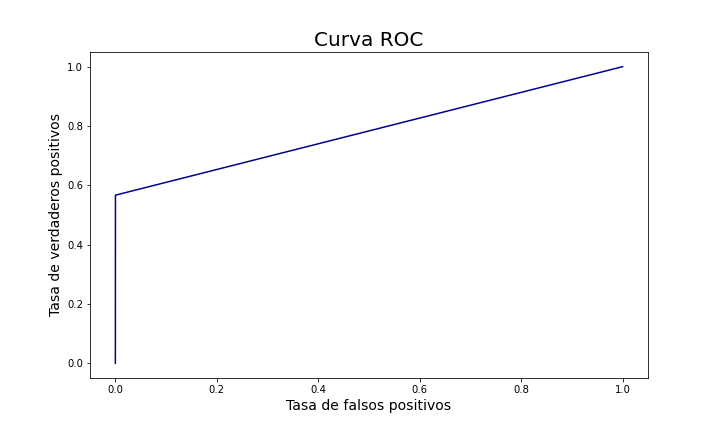 Curva ROC
Tasa de verdaderos positivos
1.0
0.8
0.6
0.4
0.2
0.0
0.0 0.2 0.4 0.6 0.8 1.0
Tasa de falsos positivos